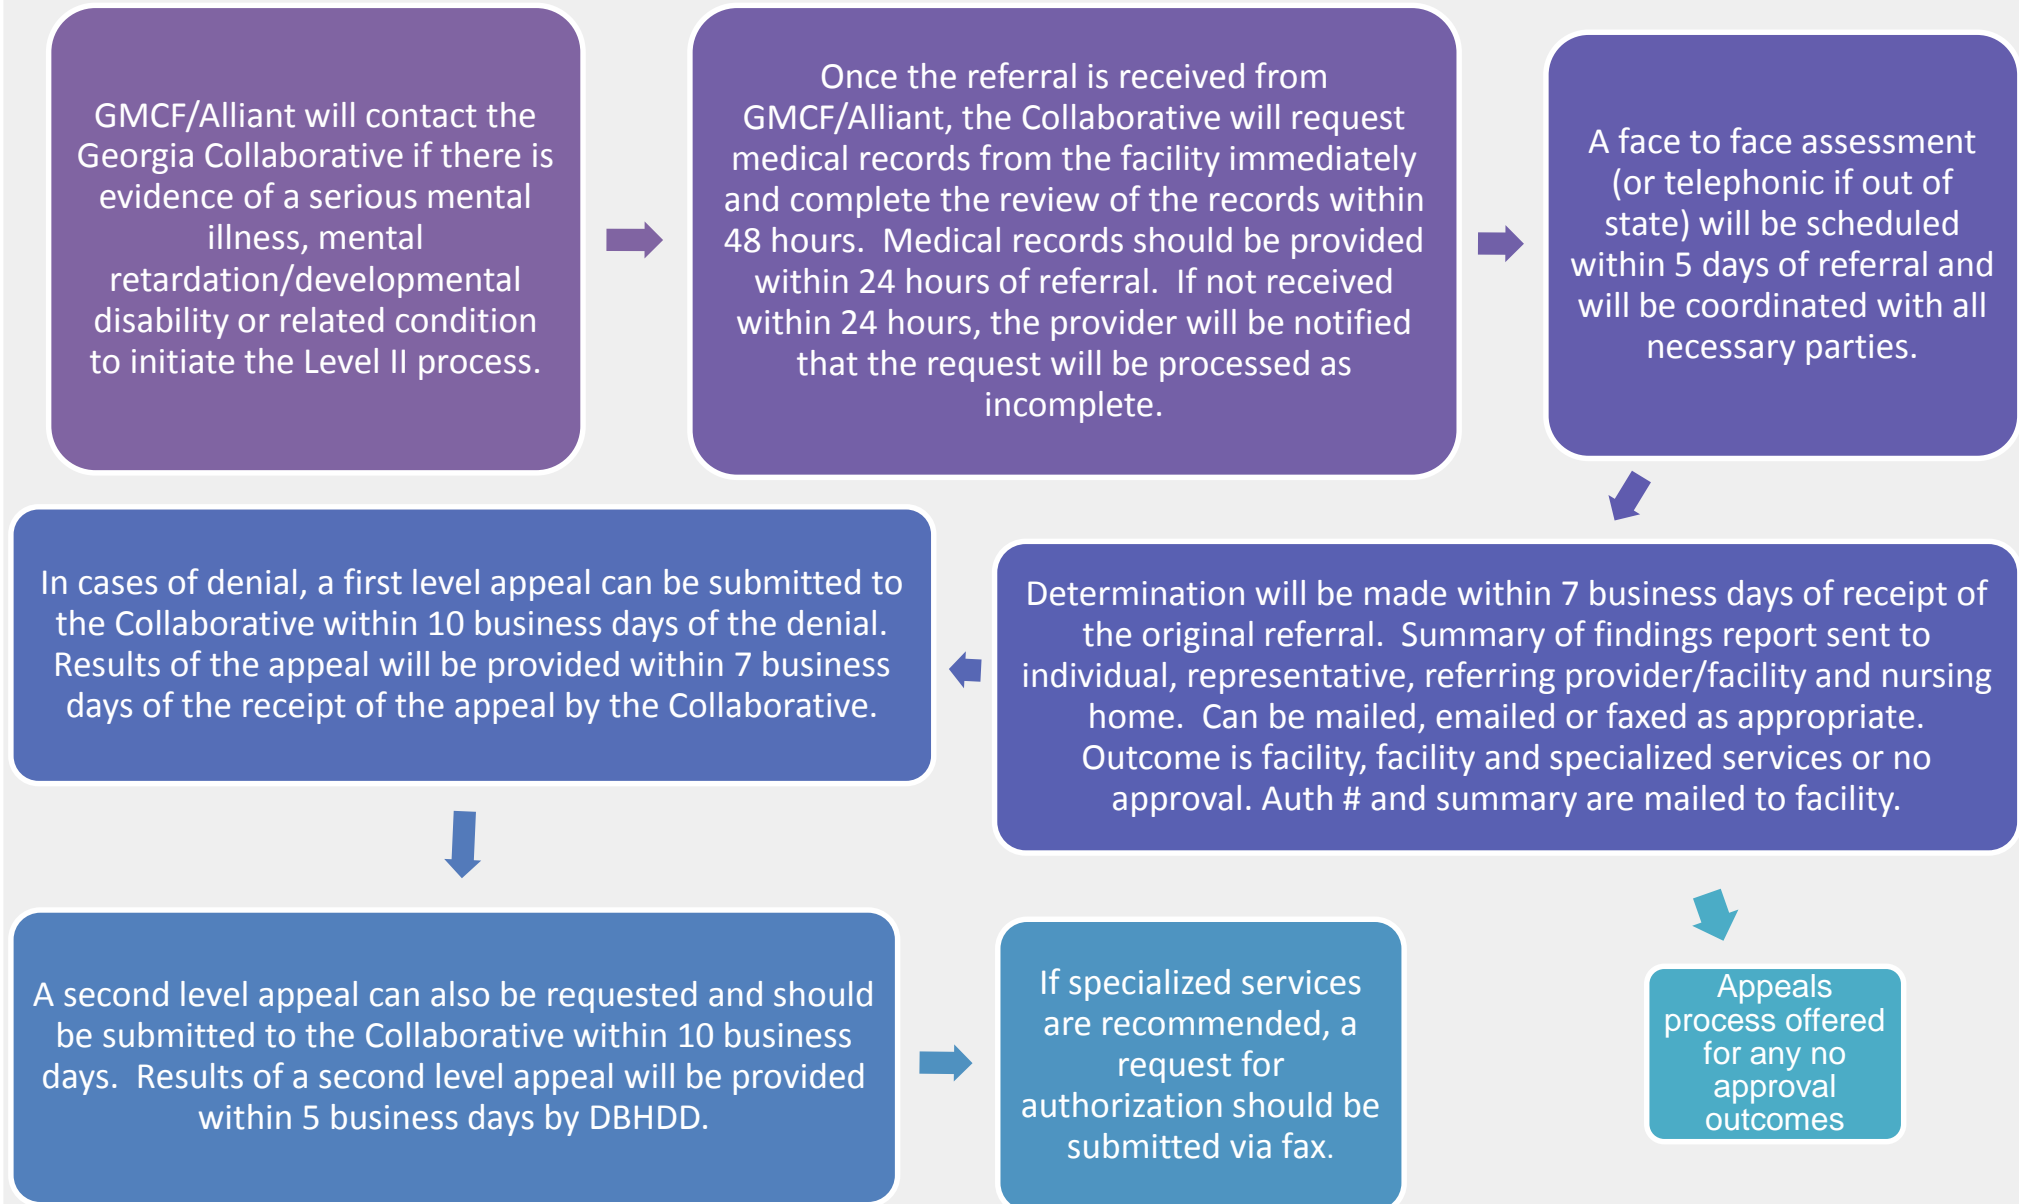 GMCF/Alliant will contact the
Georgia Collaborative if there is
evidence of a serious mental
illness, mental
retardation/developmental
disability or related condition
to initiate the Level II process.
Once the referral is received from
GMCF/Alliant, the Collaborative will request
medical records from the facility immediately
and complete the review of the records within
48 hours.  Medical records should be provided
within 24 hours of referral.  If not received
within 24 hours, the provider will be notified
that the request will be processed as
incomplete.
A face to face assessment
(or telephonic if out of
state) will be scheduled
within 5 days of referral and
will be coordinated with all
necessary parties.
Determination will be made within 7 business days of receipt of
the original referral.  Summary of findings report sent to
individual, representative, referring provider/facility and nursing
home.  Can be mailed, emailed or faxed as appropriate.
Outcome is facility, facility and specialized services or no
approval. Auth # and summary are mailed to facility.
In cases of denial, a first level appeal can be submitted to
the Collaborative within 10 business days of the denial.
Results of the appeal will be provided within 7 business
days of the receipt of the appeal by the Collaborative.
A second level appeal can also be requested and should
be submitted to the Collaborative within 10 business
days.  Results of a second level appeal will be provided
within 5 business days by DBHDD.
If specialized services
are recommended, a
request for
authorization should be
submitted via fax.
Appeals
process offered
for any no
approval
outcomes